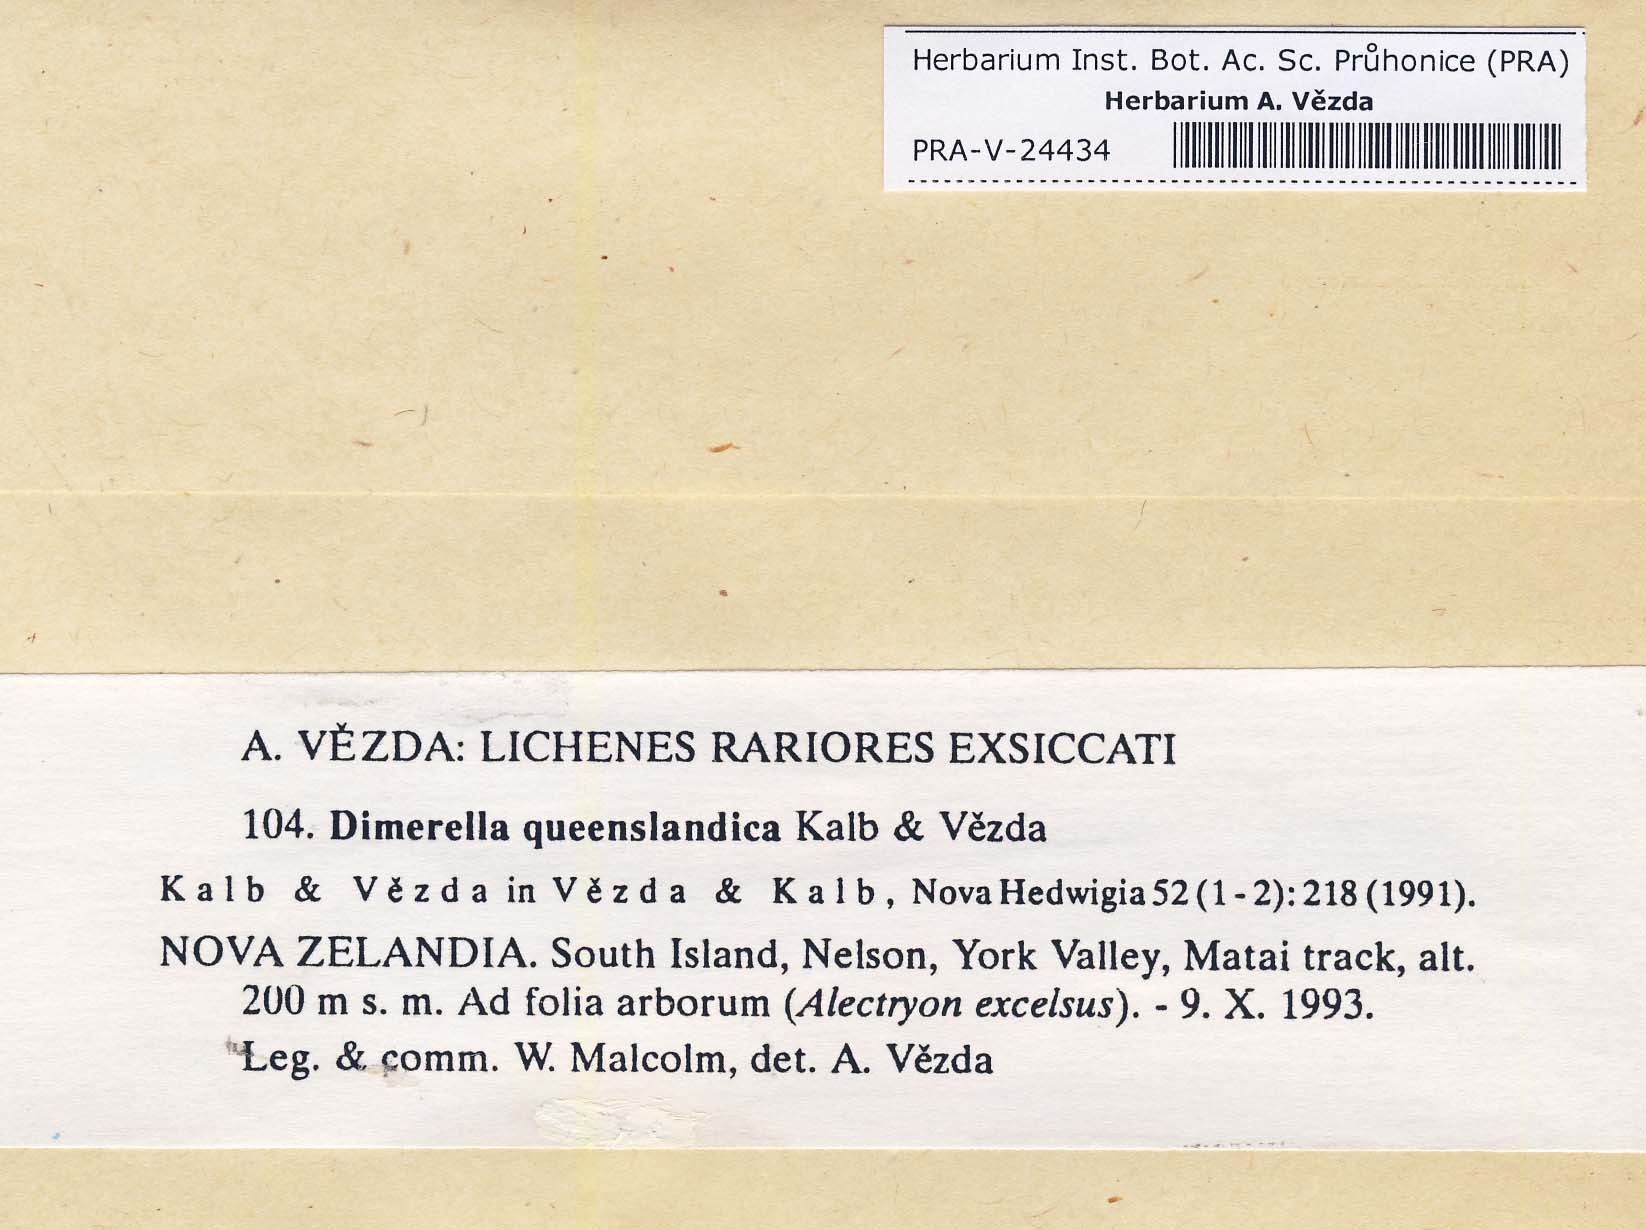 Herbarium Inst. Bot. Ac. Sc. Průhonice (PRA)
Herbarium A. Vězda
PRA-V-24434
A. VĚZDA: LICHENES RARIORES EXSICCATI
104. Dimerella queenslandica Kalb & Vězda
Kalb & Vězda in Vězda & Kalb, Nova Hedwigia 52 (1-2): 218 (1991).
NOVA ZELANDIA. South Island, Nelson, York Valley, Matai track, alt.
200 m s. m. Ad folia arborum (Alectryon excelsus). - 9. X. 1993.
Leg. & comm. W. Malcolm, det. A. Vězda